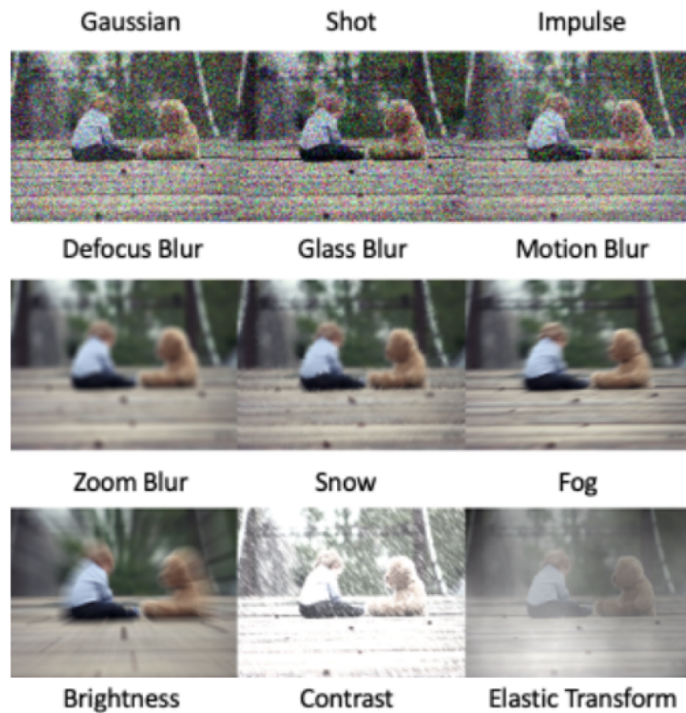 Gaussian Shot Impulse
Defocus Blur Glass Blur Motion Blur
Zoom Blur Snow Fog
Brightness Contrast Elastic Transform